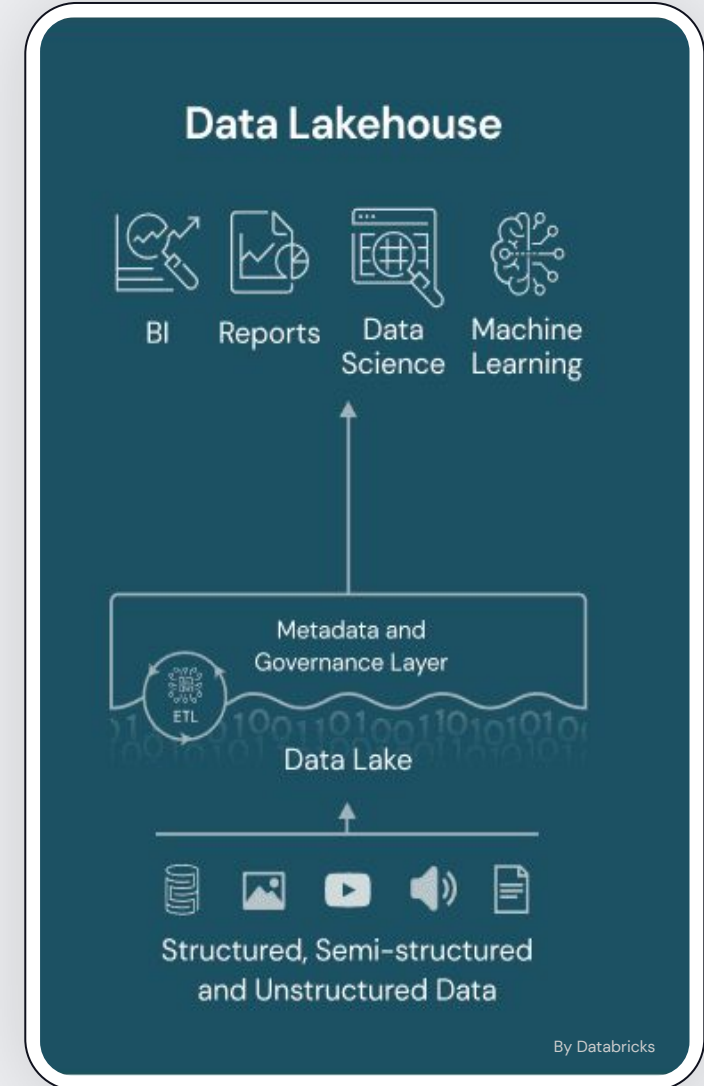 Data Lakehouse
BI
Reports
Data
Science
Machine
Learning
Metadata and
Governance Layer
ETL
Data Lake
Structured, Semi-structured
and Unstructured Data
By Databricks